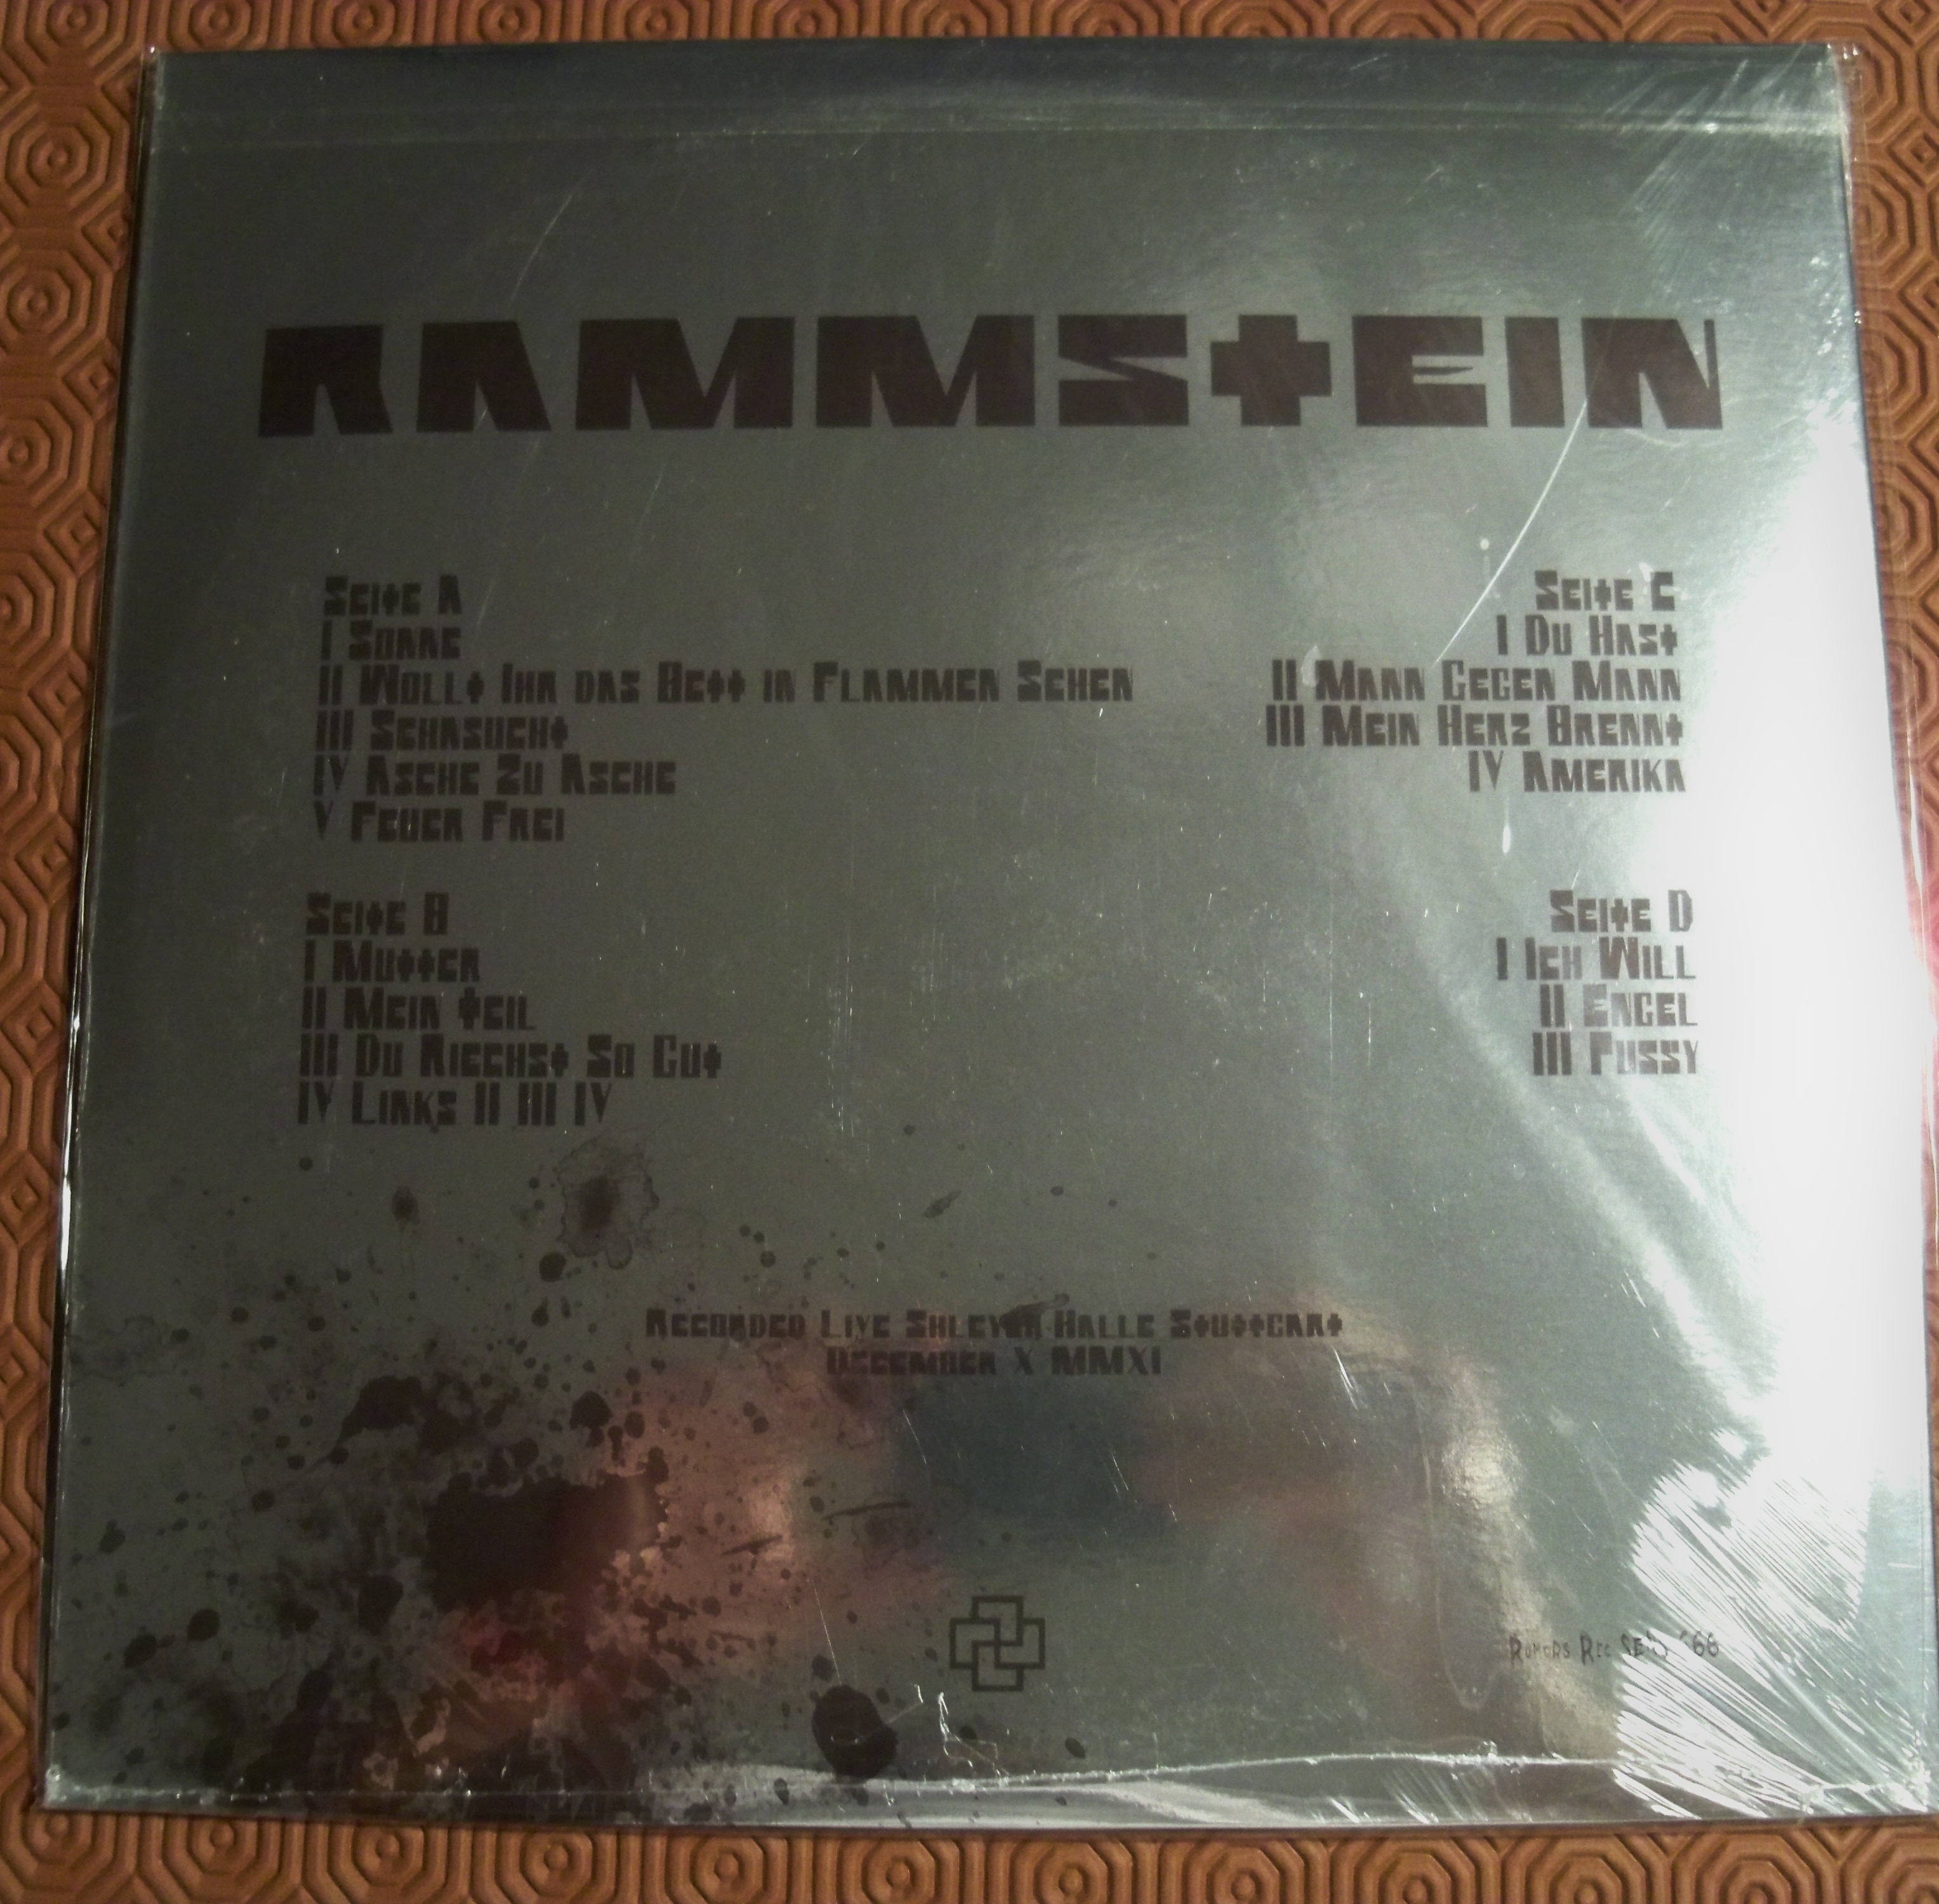 RAMMSTEIN
Seite A
I Sonne
II Wollt Ihr das Bett in Flammen Sehen
III Sehnsucht
IV Asche Zu Asche
V Feuer Frei
Seite B
I Mutter
II Mein Teil
III Du Riechst So Gut
IV Links II III IV
Seite C
I Du Hast
II Mann Gegen Mann
III Mein Herz Brennt
IV Amerika
Seite D
I Ich Will
II Engel
III Pussy
Recorded Live Shleyer Halle Stuttgart
December X MMXI
Rumors Rec '66